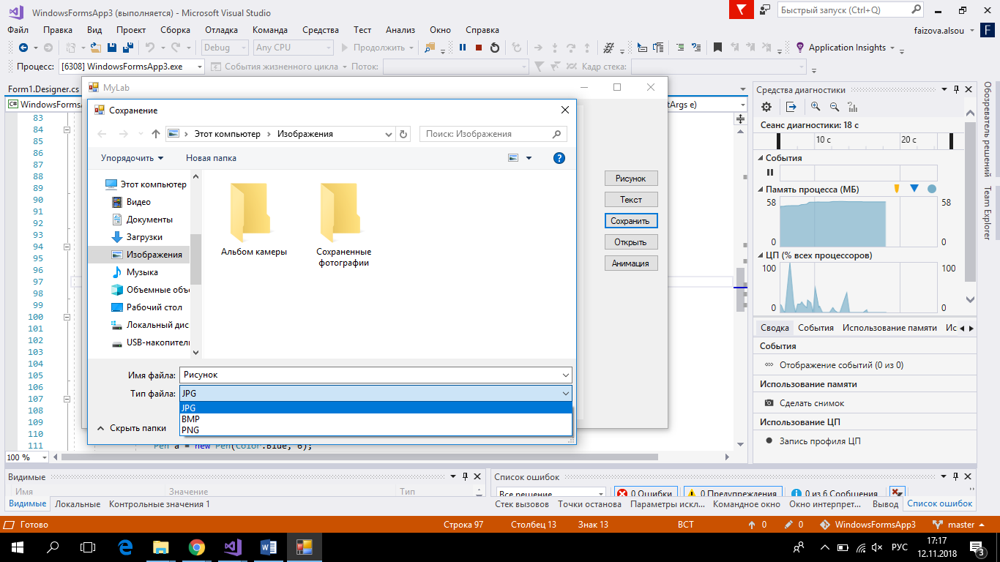 WindowsFormsApp3 (выполняется) - Microsoft Visual Studio
Быстрый запуск (Ctrl+Q)
Файл Правка Вид Проект Сборка Отладка Команда Средства Тест Анализ Окно Справка
faizova.alsou F
Debug Any CPU Продолжить Application Insights
Процесс: [6308] WindowsFormsApp3.exe События жизненного цикла Поток: Кадр стека:
Form1.Designer.cs
MyLab
C# WindowsFormsA
tArgs e)
Сохранение
Этот компьютер Изображения
Поиск: Изображения
Упорядочить Новая папка ?
Этот компьютер
Видео
Документы
Загрузки
Изображения
Музыка
Объемные объ
Рабочий стол
Локальный дис
USB-накопител
Альбом камеры
Сохраненные
фотографии
Имя файла: Рисунок
Тип файла: JPG
JPG
BMP
PNG
Скрыть папки
Рисунок
Текст
Сохранить
Открыть
Анимация
83
84
85
86
87
88
89
90
91
92
93
94
95
96
97
98
99
100
101
102
103
104
105
106
107
108
109
110
111
Pen a = new Pen(Color.Blue, 6);
100 %
Средства диагностики
Сеанс диагностики: 18 с
10 с 20 с
События
Память процесса (МБ)
58 58
0 0
ЦП (% всех процессоров)
100 100
0 0
Сводка События Использование памяти Ис
События
Отображение событий (0 из 0)
Использование памяти
Сделать снимок
Использование ЦП
Запись профиля ЦП
Обозреватель решений
Team Explorer
Видимые
Имя Значение Тип
Видимые Локальные Контрольные значения 1
Список ошибок
Все решение 0 Ошибки 0 Предупреждения 0 из 6 Сообщения
Стек вызовов Точки останова Параметры искл... Командное окно Окно интерпрет... Вывод Список ошибок
Готово Строка 97 Столбец 13 Знак 13 ВСТ 0 0 WindowsFormsApp3 master
РУС
17:17
12.11.2018
3